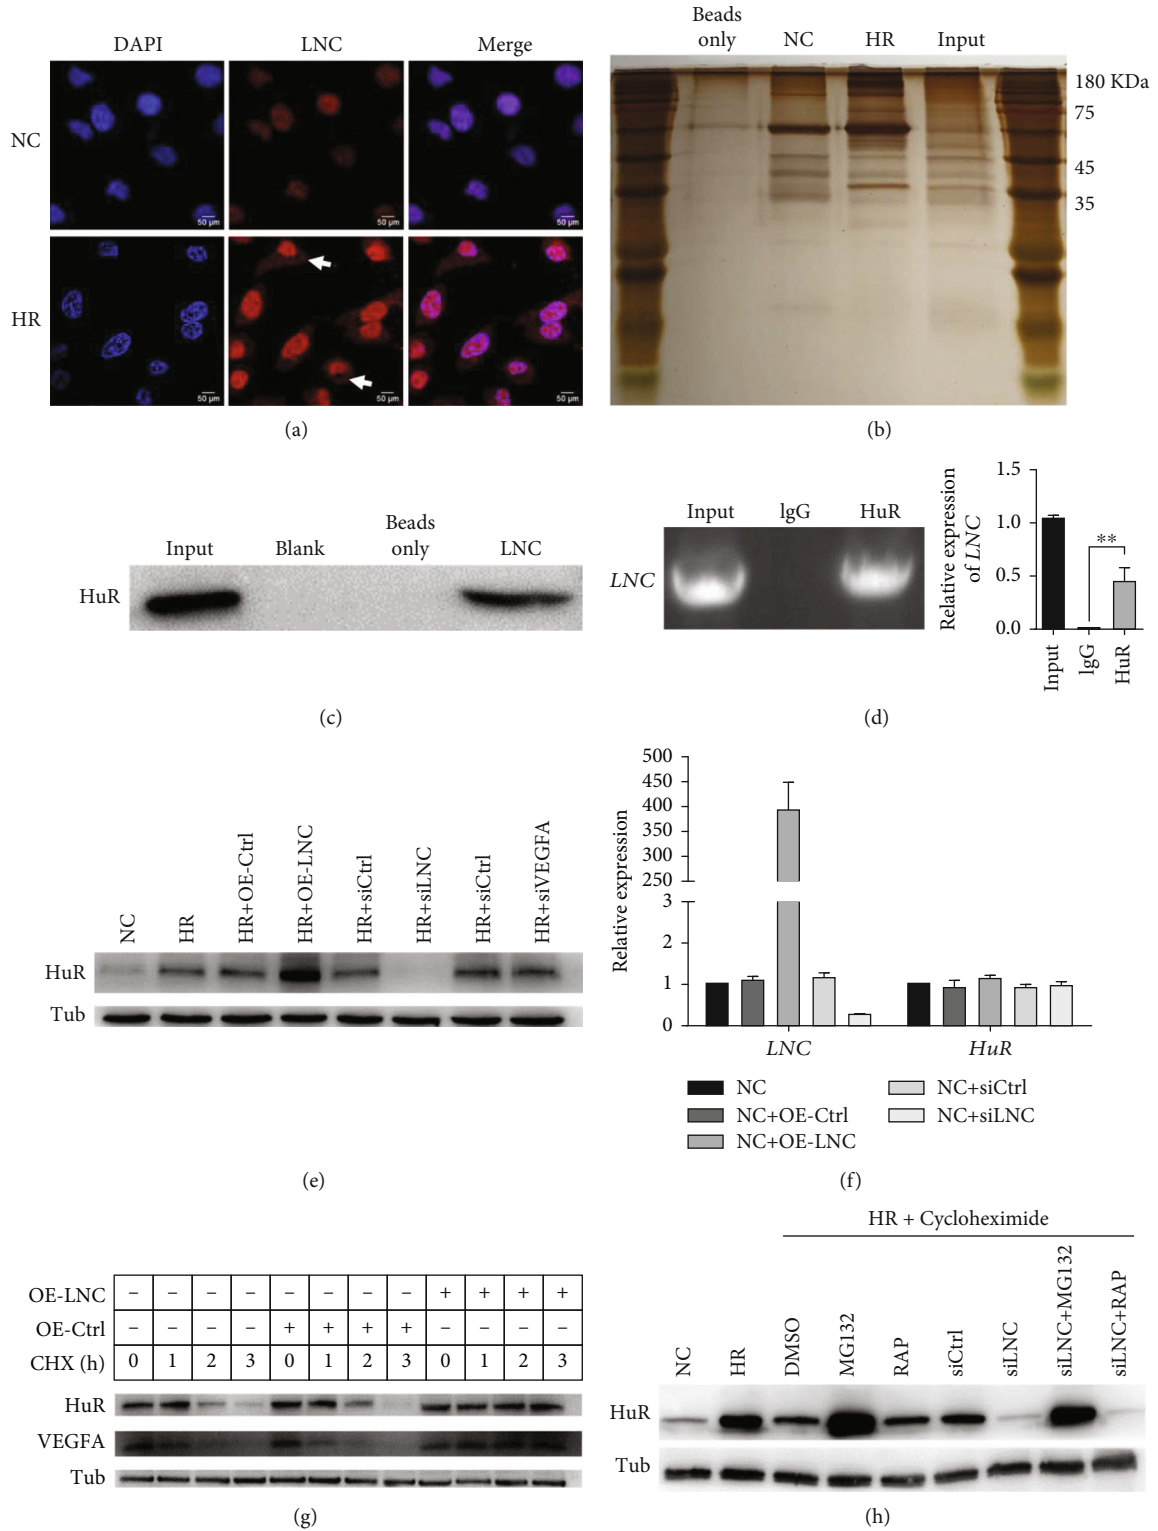 DAPI LNC Merge
NC
50 μm 50 μm 50 μm
HR
50 μm 50 μm 50 μm
(a)
Beads only NC HR Input
180 KDa
75
45
35
(b)
Input Blank Beads only LNC
HuR
(c)
Input lgG HuR
LNC
Relative expression of LNC
1.5
1.0
0.5
0.0
**
Input lgG HuR
(d)
NC HR HR+OE-Ctrl HR+OE-LNC HR+siCtrl HR+siLNC HR+siCtrl HR+siVEGFA
HuR
Tub
(e)
Relative expression
500
450
400
350
300
250
3
2
1
0
LNC HuR
NC NC+siCtrl
NC+OE-Ctrl NC+siLNC
NC+OE-LNC
(f)
OE-LNC − − − − − − − − + + + +
OE-Ctrl − − − − + + + + − − − −
CHX (h) 0 1 2 3 0 1 2 3 0 1 2 3
HuR
VEGFA
Tub
(g)
HR + Cycloheximide
NC HR DMSO MG132 RAP siCtrl siLNC siLNC+MG132 siLNC+RAP
HuR
Tub
(h)